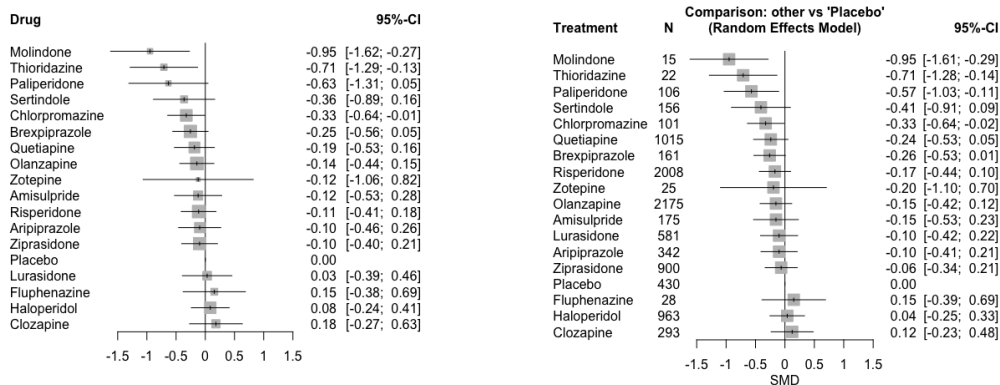 Drug 95%-CI
Molindone -0.95 [-1.62; -0.27]
Thioridazine -0.71 [-1.29; -0.13]
Paliperidone -0.63 [-1.31; 0.05]
Sertindole -0.36 [-0.89; 0.16]
Chlorpromazine -0.33 [-0.64; -0.01]
Brexpiprazole -0.25 [-0.56; 0.05]
Quetiapine -0.19 [-0.53; 0.16]
Olanzapine -0.14 [-0.44; 0.15]
Zotepine -0.12 [-1.06; 0.82]
Amisulpride -0.12 [-0.53; 0.28]
Risperidone -0.11 [-0.41; 0.18]
Aripiprazole -0.10 [-0.46; 0.26]
Ziprasidone -0.10 [-0.40; 0.21]
Placebo 0.00
Lurasidone 0.03 [-0.39; 0.46]
Fluphenazine 0.15 [-0.38; 0.69]
Haloperidol 0.08 [-0.24; 0.41]
Clozapine 0.18 [-0.27; 0.63]
-1.5 -1 -0.5 0 0.5 1 1.5
Comparison: other vs 'Placebo'
Treatment N (Random Effects Model) 95%-CI
Molindone 15 -0.95 [-1.61; -0.29]
Thioridazine 22 -0.71 [-1.28; -0.14]
Paliperidone 106 -0.57 [-1.03; -0.11]
Sertindole 156 -0.41 [-0.91; 0.09]
Chlorpromazine 101 -0.33 [-0.64; -0.02]
Quetiapine 1015 -0.24 [-0.53; 0.05]
Brexpiprazole 161 -0.26 [-0.53; 0.01]
Risperidone 2008 -0.17 [-0.44; 0.10]
Zotepine 25 -0.20 [-1.10; 0.70]
Olanzapine 2175 -0.15 [-0.42; 0.12]
Amisulpride 175 -0.15 [-0.53; 0.23]
Lurasidone 581 -0.10 [-0.42; 0.22]
Aripiprazole 342 -0.10 [-0.41; 0.21]
Ziprasidone 900 -0.06 [-0.34; 0.21]
Placebo 430 0.00
Fluphenazine 28 0.15 [-0.39; 0.69]
Haloperidol 963 0.04 [-0.25; 0.33]
Clozapine 293 0.12 [-0.23; 0.48]
-1.5 -1 -0.5 0 0.5 1 1.5
SMD